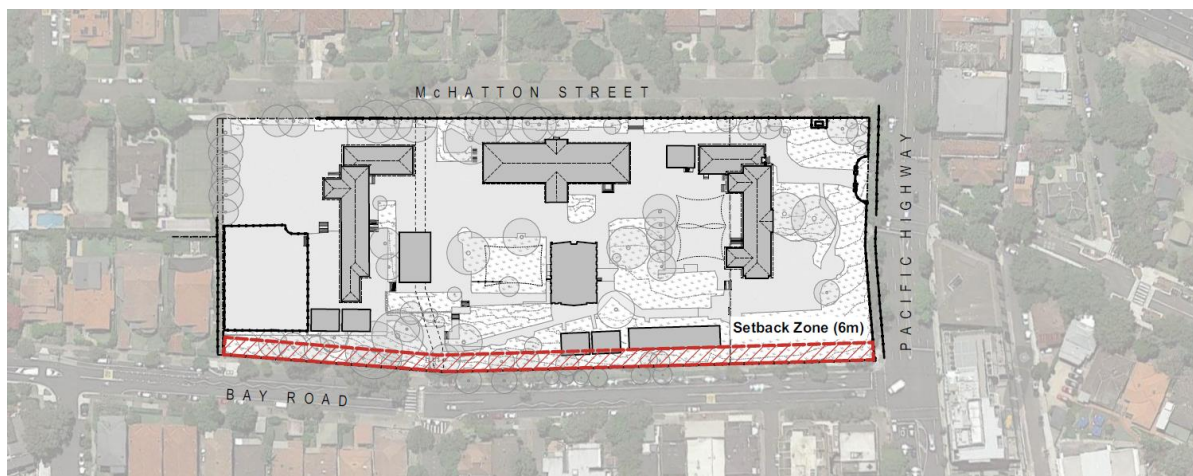 McHATTON STREET
PACIFIC HIGHWAY
Setback Zone (6m)
BAY ROAD